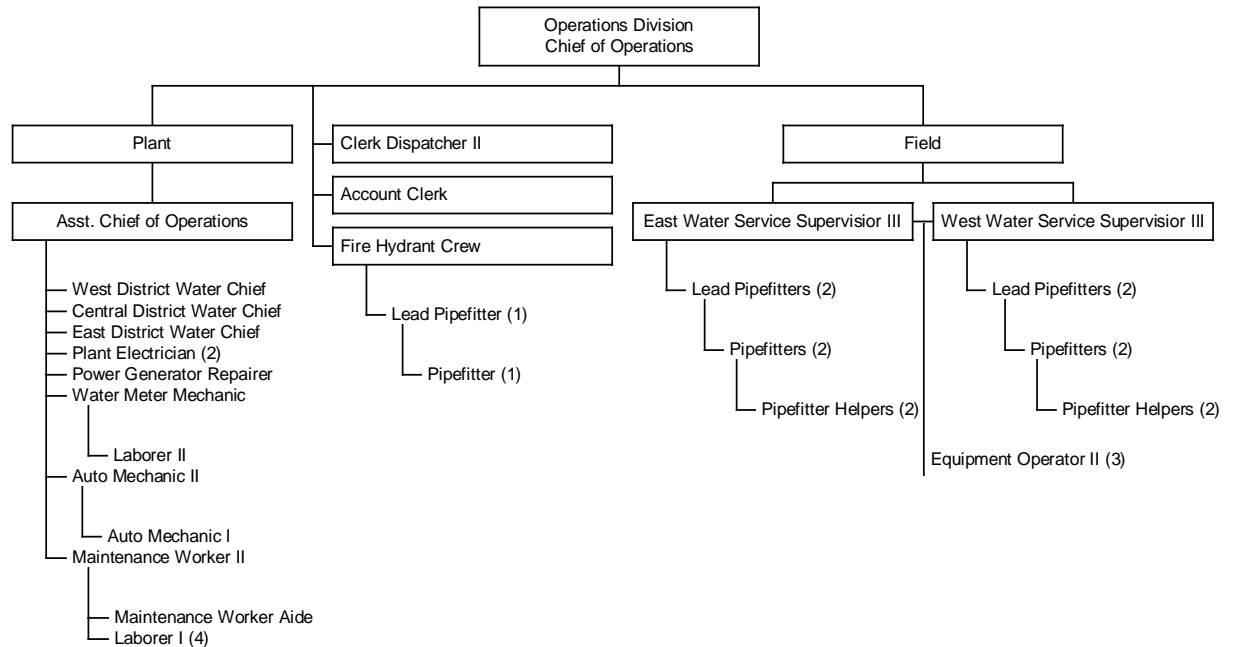 Operations Division
Chief of Operations
Plant
Clerk Dispatcher II
Field
Account Clerk
Asst. Chief of Operations
East Water Service Supervisior III
West Water Service Supervisior III
Fire Hydrant Crew
West District Water Chief
Central District Water Chief
East District Water Chief
Plant Electrician (2)
Power Generator Repairer
Water Meter Mechanic
Laborer II
Auto Mechanic II
Auto Mechanic I
Maintenance Worker II
Maintenance Worker Aide
Laborer I (4)
Lead Pipefitter (1)
Pipefitter (1)
Lead Pipefitters (2)
Pipefitters (2)
Pipefitter Helpers (2)
Lead Pipefitters (2)
Pipefitters (2)
Pipefitter Helpers (2)
Equipment Operator II (3)